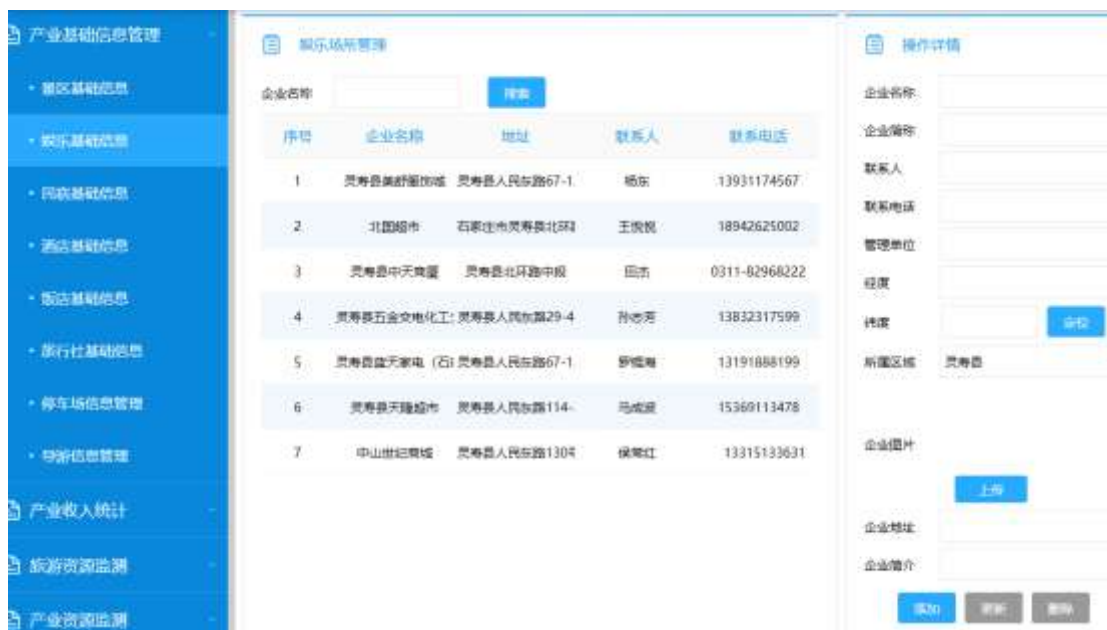 产业基础信息管理
景区基础信息
娱乐基础信息
民宿基础信息
酒店基础信息
饭店基础信息
旅行社基础信息
停车场信息管理
导游信息管理
产业收入统计
旅游资源监测
产业资源监测
娱乐场所管理
企业名称 搜索
序号 企业名称 地址 联系人 联系电话
1 灵寿县美舒服饰城 灵寿县人民东路67-1 杨东 13931174567
2 北国超市 石家庄市灵寿县北环 王悦悦 18942625002
3 灵寿县中天商厦 灵寿县北环路中段 田杰 0311-82968222
4 灵寿县五金交电化工 灵寿县人民东路29-4 13832317599
5 灵寿县蓝天家电（石 灵寿县人民东路67-1 13191888199
6 灵寿县天隆超市 灵寿县人民东路114- 马成波 15369113478
7 中山世纪商城 灵寿县人民东路130 13315133631
操作详情
企业名称
企业简称
联系人
联系电话
管理单位
经度
纬度
所属区域 灵寿县
企业图片
上传
企业地址
企业简介
添加 更新 删除